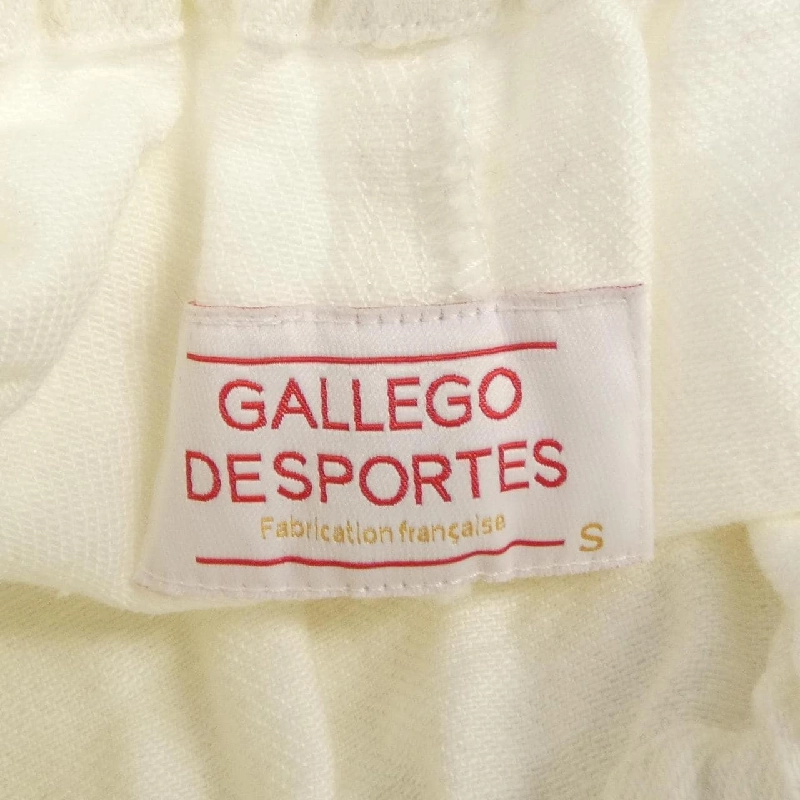 GALLEGO
DESPORTES
Fabrication française
S